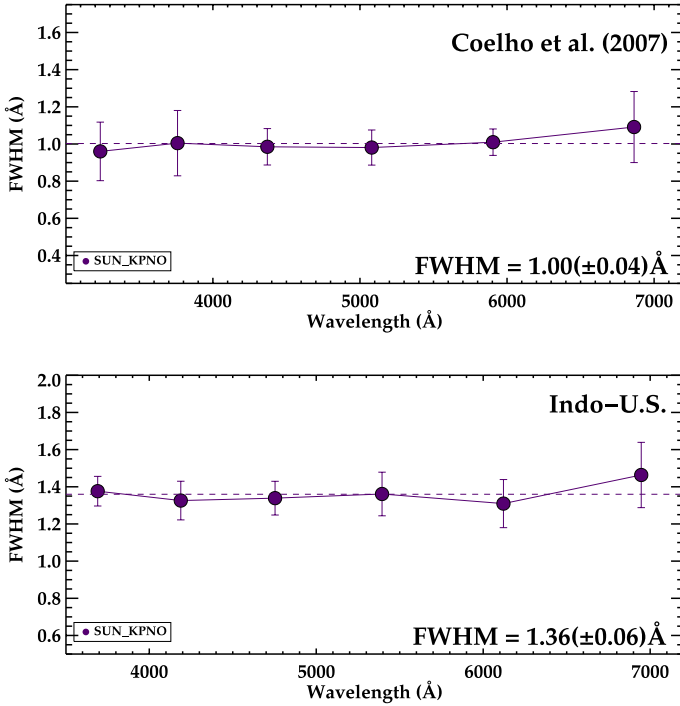 1.6
Coelho et al. (2007)
1.4
1.2
1.0
0.8
0.6
0.4
FWHM (Å)
SUN_KPNO
FWHM = 1.00(±0.04)Å
4000 5000 6000 7000
Wavelength (Å)
2.0
Indo−U.S.
1.8
1.6
1.4
1.2
1.0
0.8
0.6
FWHM (Å)
SUN_KPNO
FWHM = 1.36(±0.06)Å
4000 5000 6000 7000
Wavelength (Å)